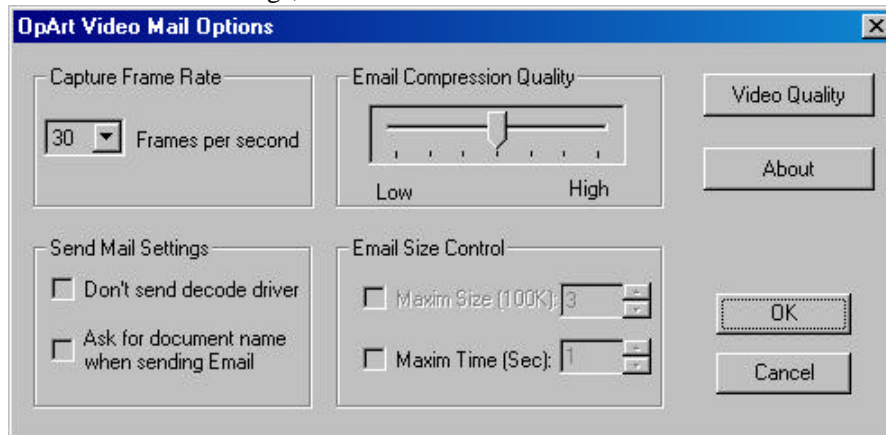 OpArt Video Mail Options
Capture Frame Rate
30 Frames per second
Email Compression Quality
Low High
Video Quality
About
Send Mail Settings
Don't send decode driver
Ask for document name
when sending Email
Email Size Control
Maxim Size (100K): 3
Maxim Time (Sec): 1
OK
Cancel